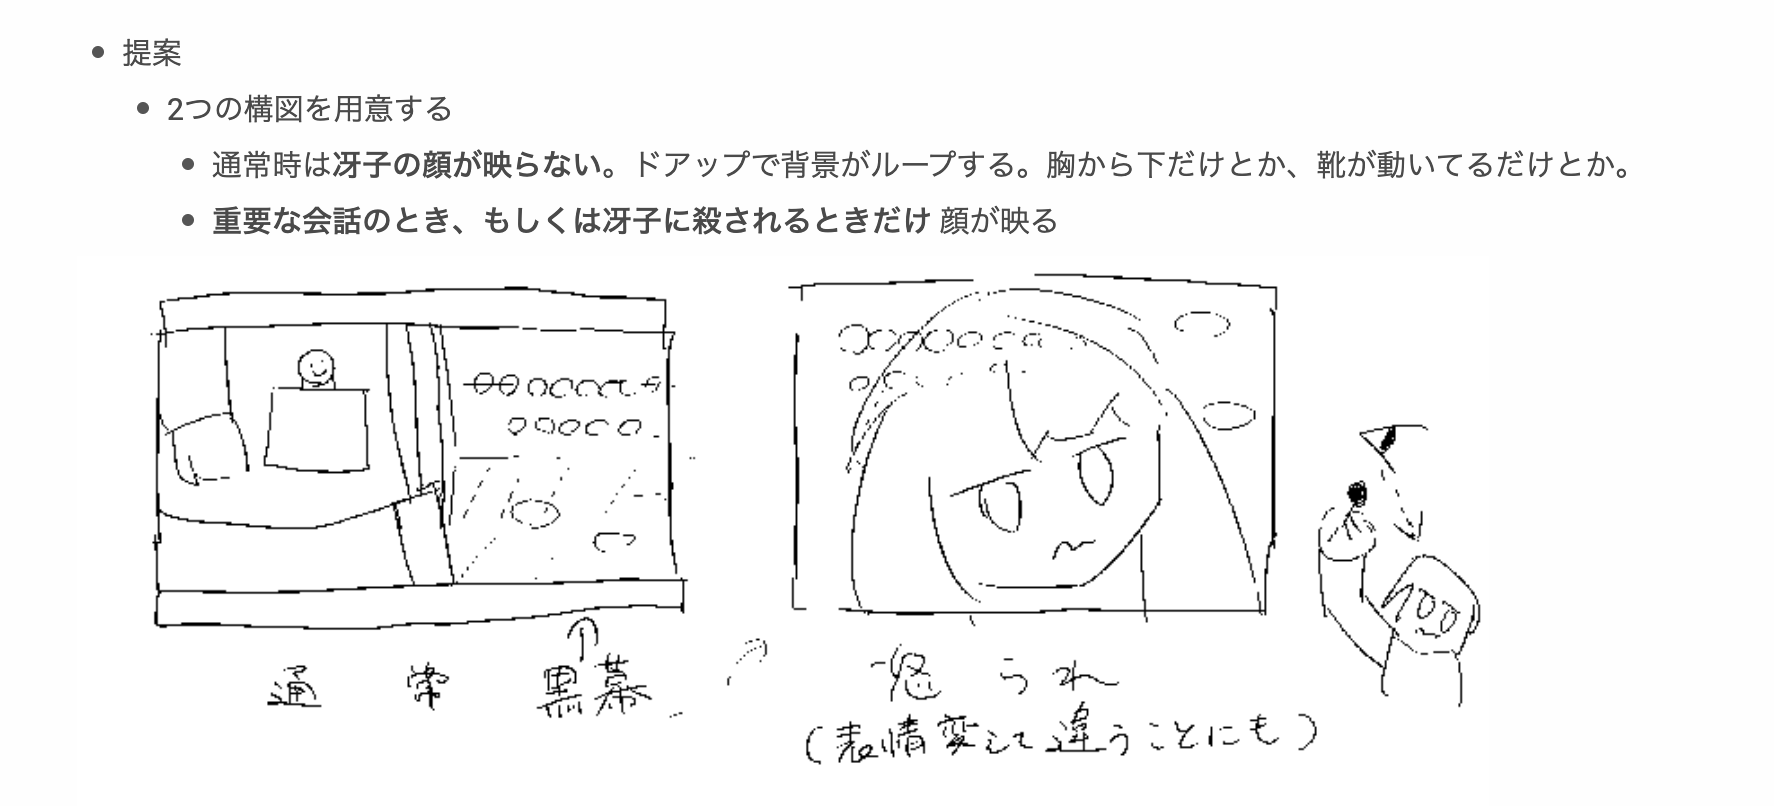 提案
2つの構図を用意する
通常時は冴子の顔が映らない。ドアップで背景がループする。胸から下だけとか、靴が動いてるだけとか。
重要な会話のとき、もしくは冴子に殺されるときだけ 顔が映る
通常 黒幕
怒られ
(表情変えて違うことにも)